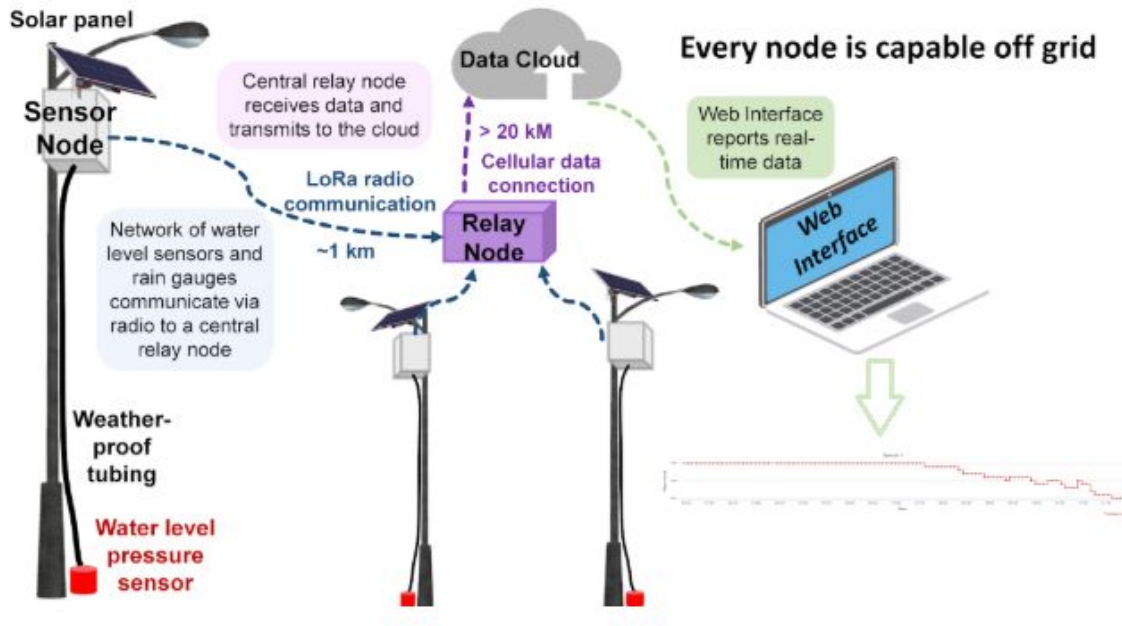 Solar panel
Sensor
Node
Central relay node
receives data and
transmits to the cloud
Data Cloud
Every node is capable off grid
> 20 kM
Cellular data
connection
Web Interface
reports real-
time data
LoRa radio
communication
~1 km
Relay
Node
Web
Interface
Network of water
level sensors and
rain gauges
communicate via
radio to a central
relay node
Weather-
proof
tubing
Water level
pressure
sensor